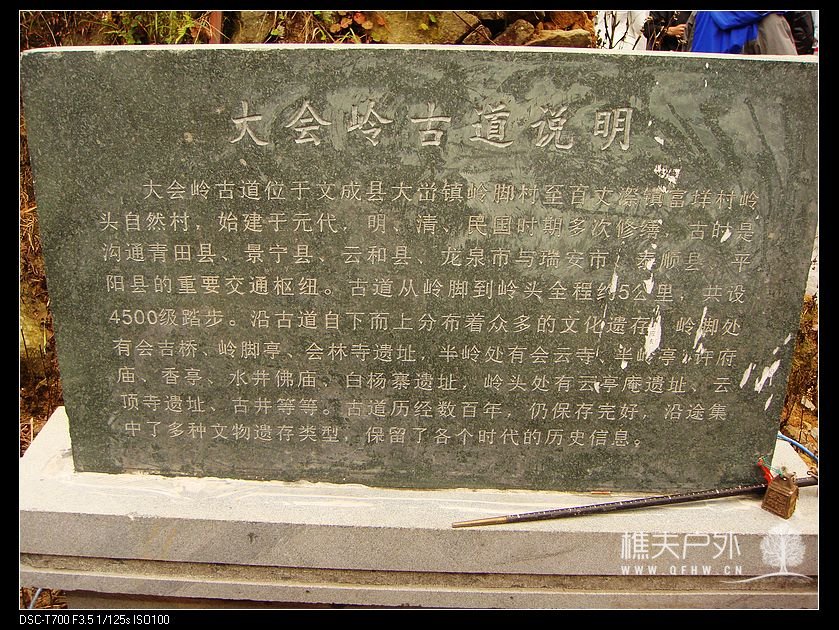 大会岭古道说明
大会岭古道位于文成县大峃镇岭脚村至百丈漈镇富垟村岭
头自然村，始建于元代，明、清、民国时期多次修缮，古时是
沟通青田县、景宁县、云和县、龙泉市与瑞安市、泰顺县、平
阳县的重要交通枢纽。古道从岭脚到岭头全程约5公里，共设
4500级踏步。沿古道自下而上分布着众多的文化遗存，岭脚处
有会吉桥、岭脚亭、会林寺遗址，半岭处有会云寺、半岭亭、许府
庙、香亭、水井佛庙、白杨寨遗址，岭头处有云亭庵遗址、云
顶寺遗址、古井等等。古道历经数百年，仍保存完好，沿途集
中了多种文物遗存类型，保留了各个时代的历史信息。
樵夫户外
WWW.QFHW.CN
DSC-T700 F3.5 1/125s ISO100